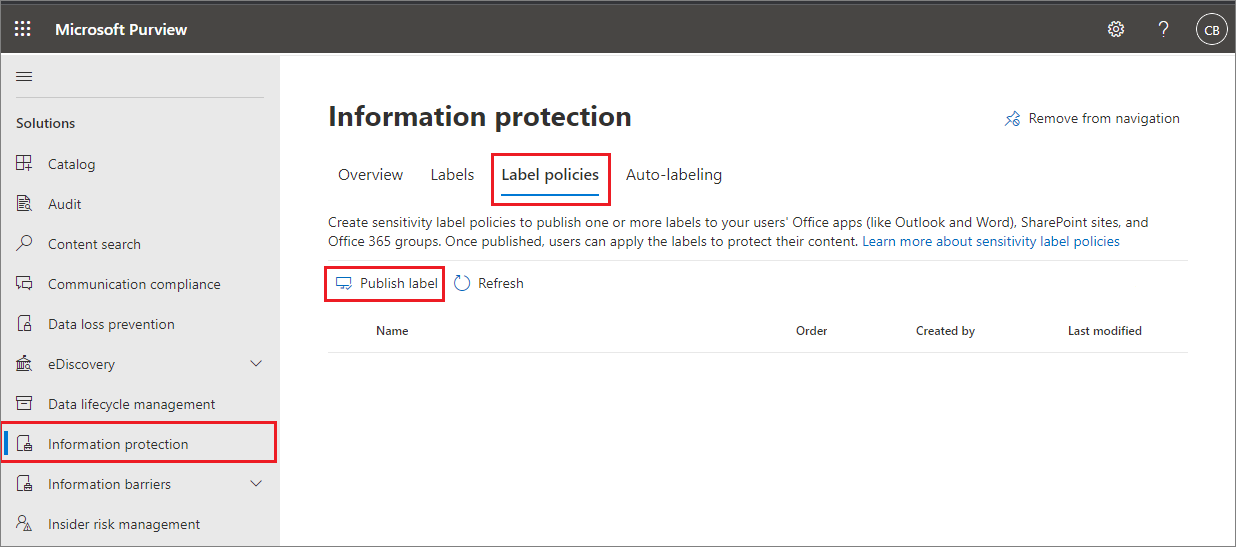 Microsoft Purview
?
CB
Solutions
Catalog
Audit
Content search
Communication compliance
Data loss prevention
eDiscovery
Data lifecycle management
Information protection
Information barriers
Insider risk management
Information protection
Remove from navigation
Overview Labels Label policies Auto-labeling
Create sensitivity label policies to publish one or more labels to your users' Office apps (like Outlook and Word), SharePoint sites, and
Office 365 groups. Once published, users can apply the labels to protect their content. Learn more about sensitivity label policies
Publish label Refresh
Name Order Created by Last modified